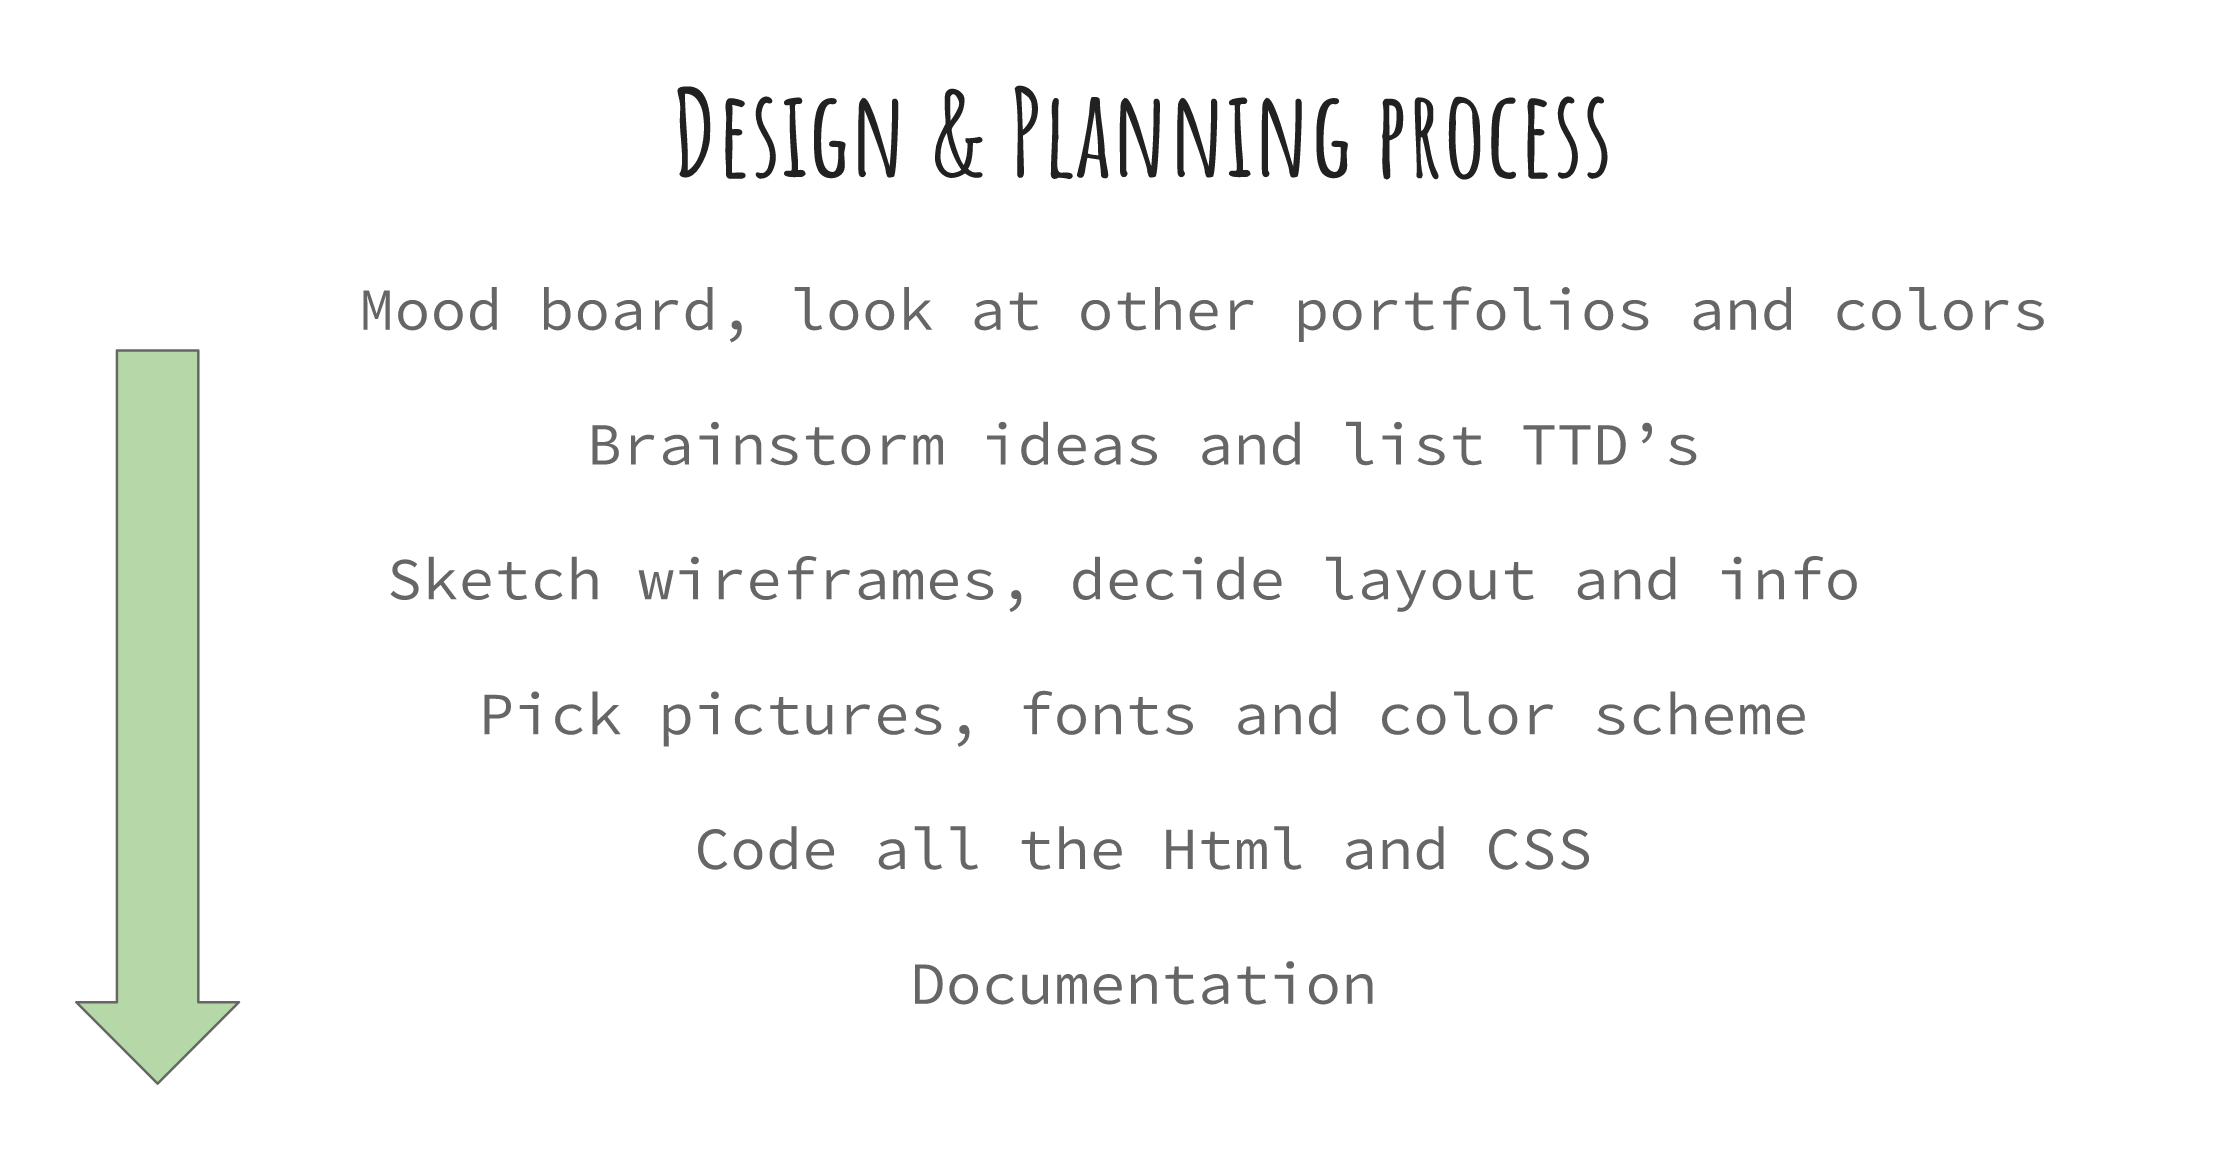 Design & Planning process
Mood board, look at other portfolios and colors
Brainstorm ideas and list TTD’s
Sketch wireframes, decide layout and info
Pick pictures, fonts and color scheme
Code all the Html and CSS
Documentation